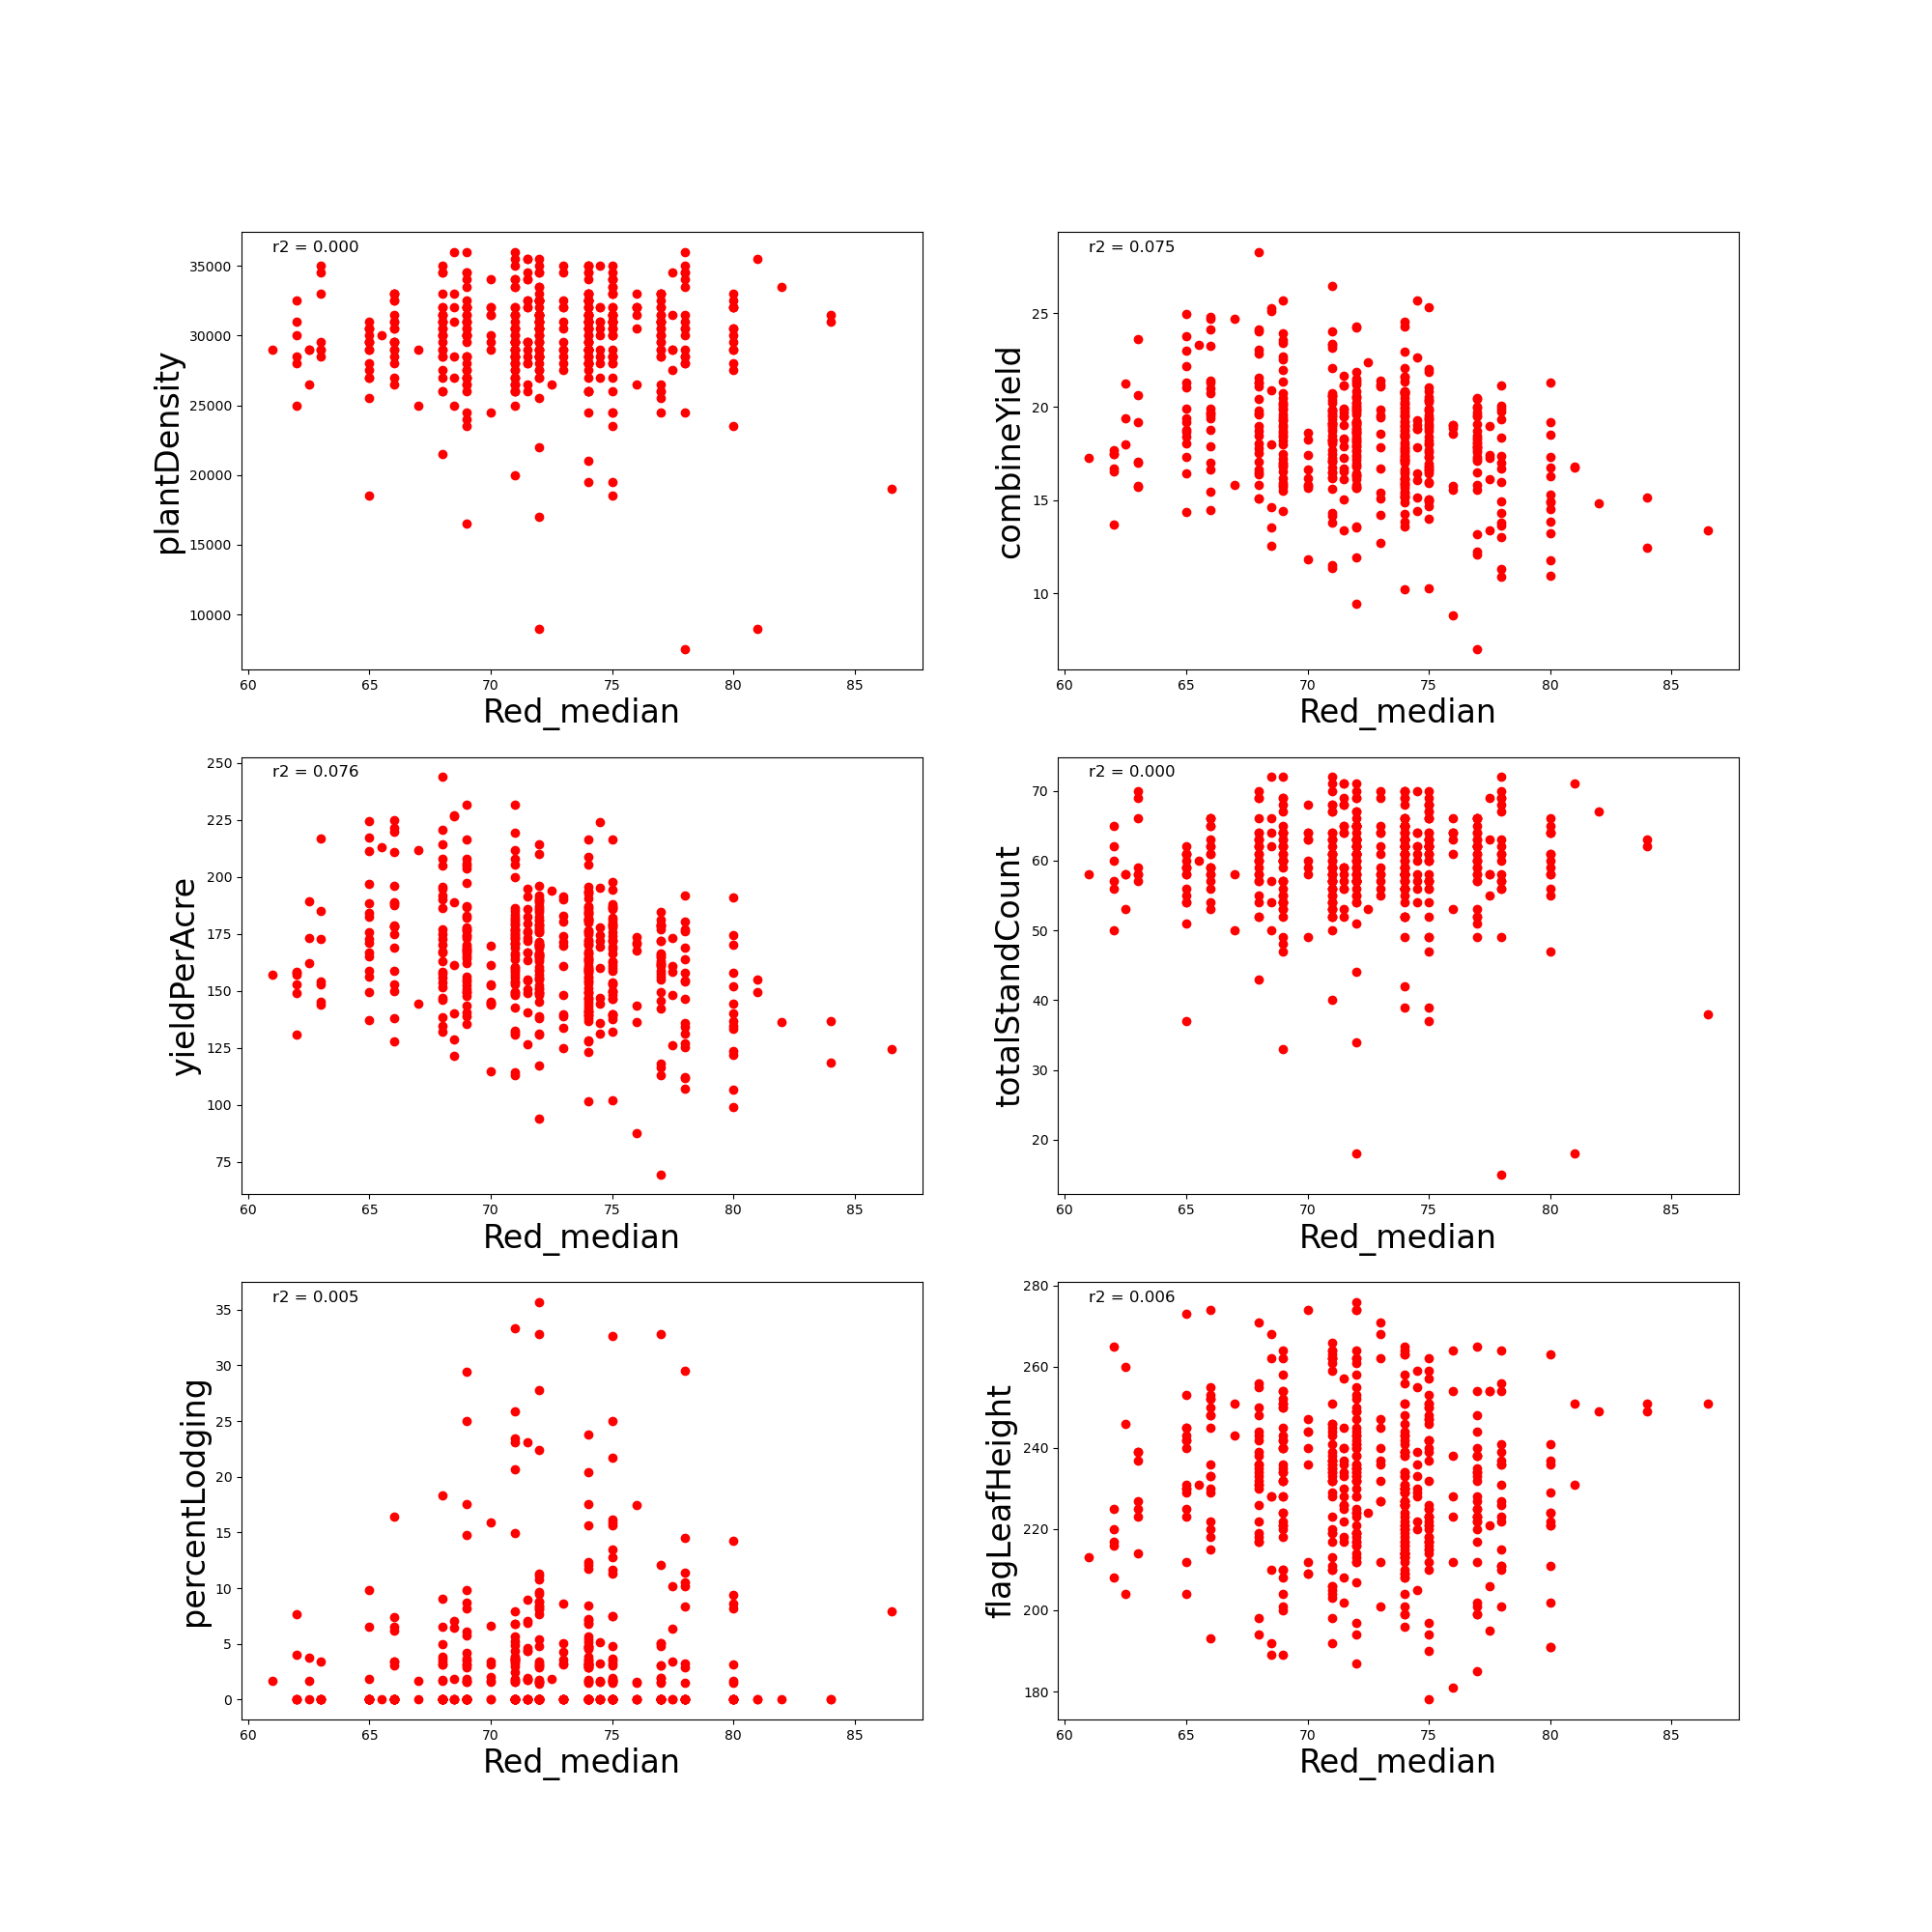 r2 = 0.000
plantDensity
35000
30000
25000
20000
15000
10000
60 65 70 75 80 85
Red_median
r2 = 0.075
combineYield
25
20
15
10
60 65 70 75 80 85
Red_median
r2 = 0.076
yieldPerAcre
250
225
200
175
150
125
100
75
60 65 70 75 80 85
Red_median
r2 = 0.000
totalStandCount
70
60
50
40
30
20
60 65 70 75 80 85
Red_median
r2 = 0.005
percentLodging
35
30
25
20
15
10
5
0
60 65 70 75 80 85
Red_median
r2 = 0.006
flagLeafHeight
280
260
240
220
200
180
60 65 70 75 80 85
Red_median